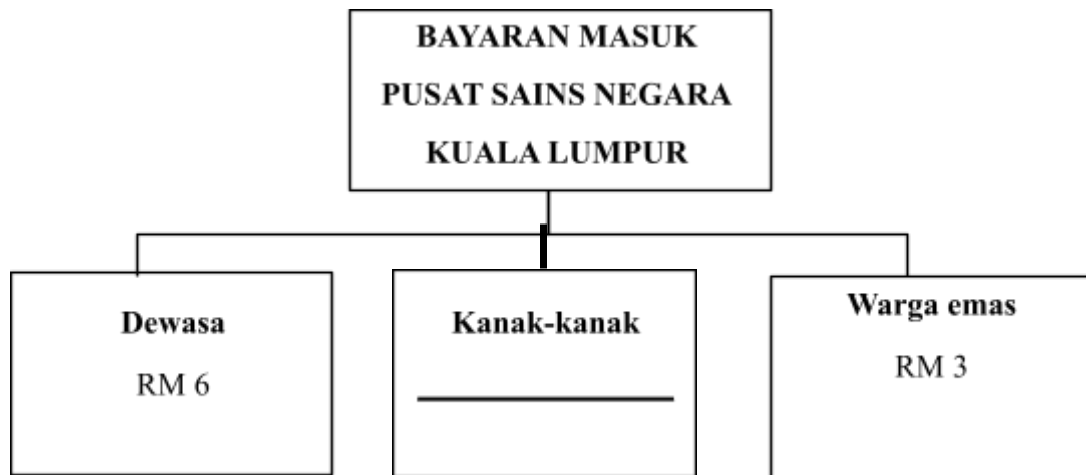 BAYARAN MASUK
PUSAT SAINS NEGARA
KUALA LUMPUR
Dewasa
RM 6
Kanak-kanak
Warga emas
RM 3